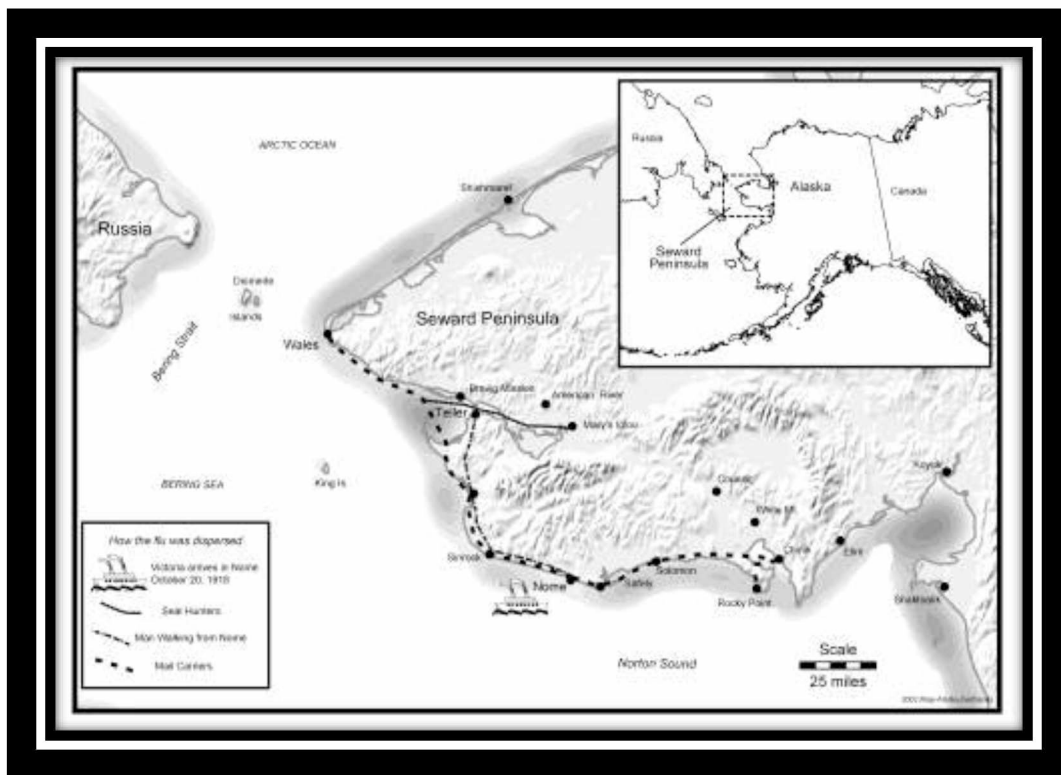 ARCTIC OCEAN
Shishmaref
Russia
Diomede
Islands
Bering Strait
Wales
Seward Peninsula
Brevig Mission
American River
Teller
Mary's Igloo
BERING SEA
King Is.
Council
White Mt.
Koyuk
Sinrock
Nome
Safety
Solomon
Rocky Point
Elim
Shaktoolik
Norton Sound
Scale
25 miles
Russia
Alaska
Canada
Seward
Peninsula
How the flu was dispersed
Victoria arrives in Nome
October 20, 1918
Seal Hunters
Man Walking from Nome
Mail Carriers